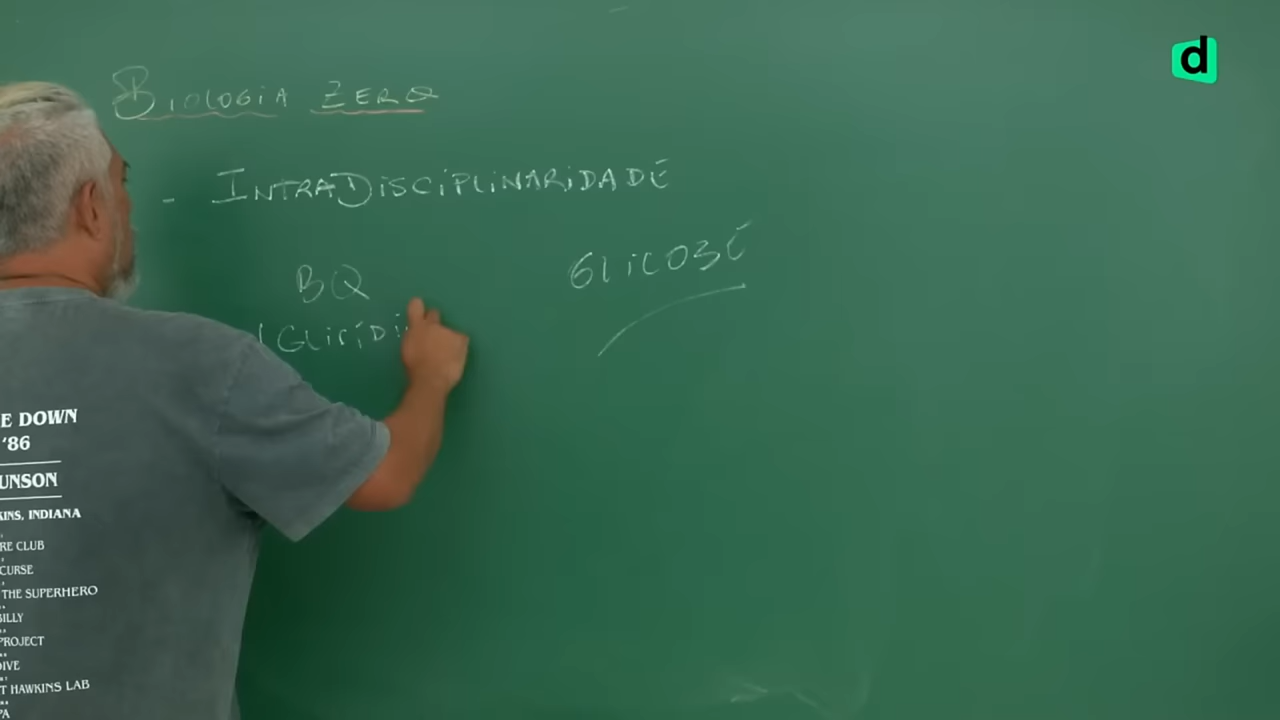 BIOLOGIA ZERO
- INTRADISCIPLINARIDADE
GLICOSE
BQ
d
E DOWN
'86
UNSON
KINS, INDIANA
RE CLUB
CURSE
THE SUPERHERO
BILLY
PROJECT
DIVE
T HAWKINS LAB
PA